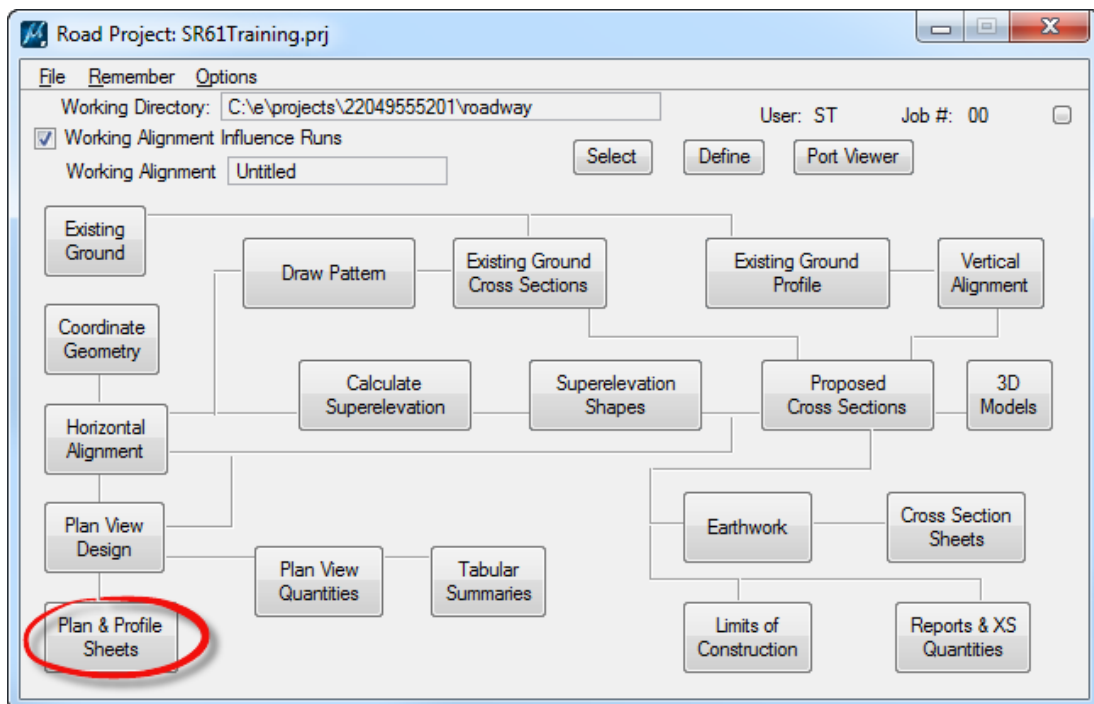 Road Project: SR61Training.prj
File Remember Options
Working Directory: C:\e\projects\22049555201\roadway
User: ST Job #: 00
Working Alignment Influence Runs
Select Define Port Viewer
Working Alignment Untitled
Existing
Ground
Draw Pattern
Existing Ground
Cross Sections
Existing Ground
Profile
Vertical
Alignment
Coordinate
Geometry
Calculate
Superelevation
Superelevation
Shapes
Proposed
Cross Sections
3D
Models
Horizontal
Alignment
Plan View
Design
Earthwork
Cross Section
Sheets
Plan View
Quantities
Tabular
Summaries
Plan & Profile
Sheets
Limits of
Construction
Reports & XS
Quantities